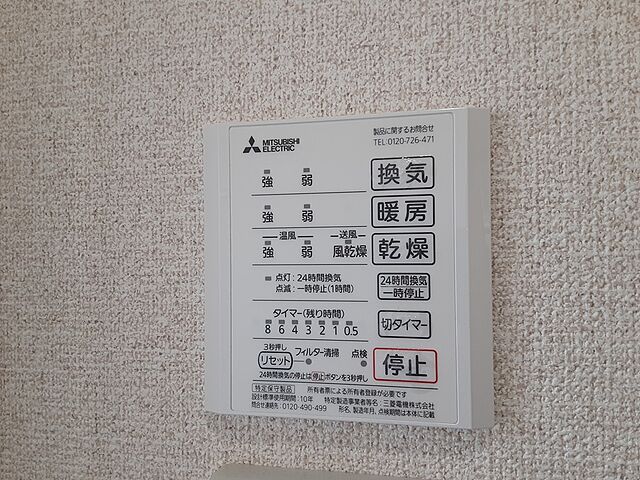 MITSUBISHI
ELECTRIC
製品に関するお問合せ
TEL:0120-726-471
強 弱 換気
強 弱 暖房
温風 送風
強 弱 風乾燥 乾燥
点灯:24時間換気
点滅:一時停止(1時間)
24時間換気
一時停止
タイマー(残り時間)
8 6 4 3 2 1 0.5
切タイマー
3秒押し
リセット フィルター清掃 点検
停止
24時間換気の停止は停止ボタンを3秒押し
特定保守製品 所有者票による所有者登録が必要です
設計標準使用期間:10年 特定製造事業者等名:三菱電機株式会社
問合せ連絡先:0120-490-499 形名、製造年月、点検期間は本体に記載